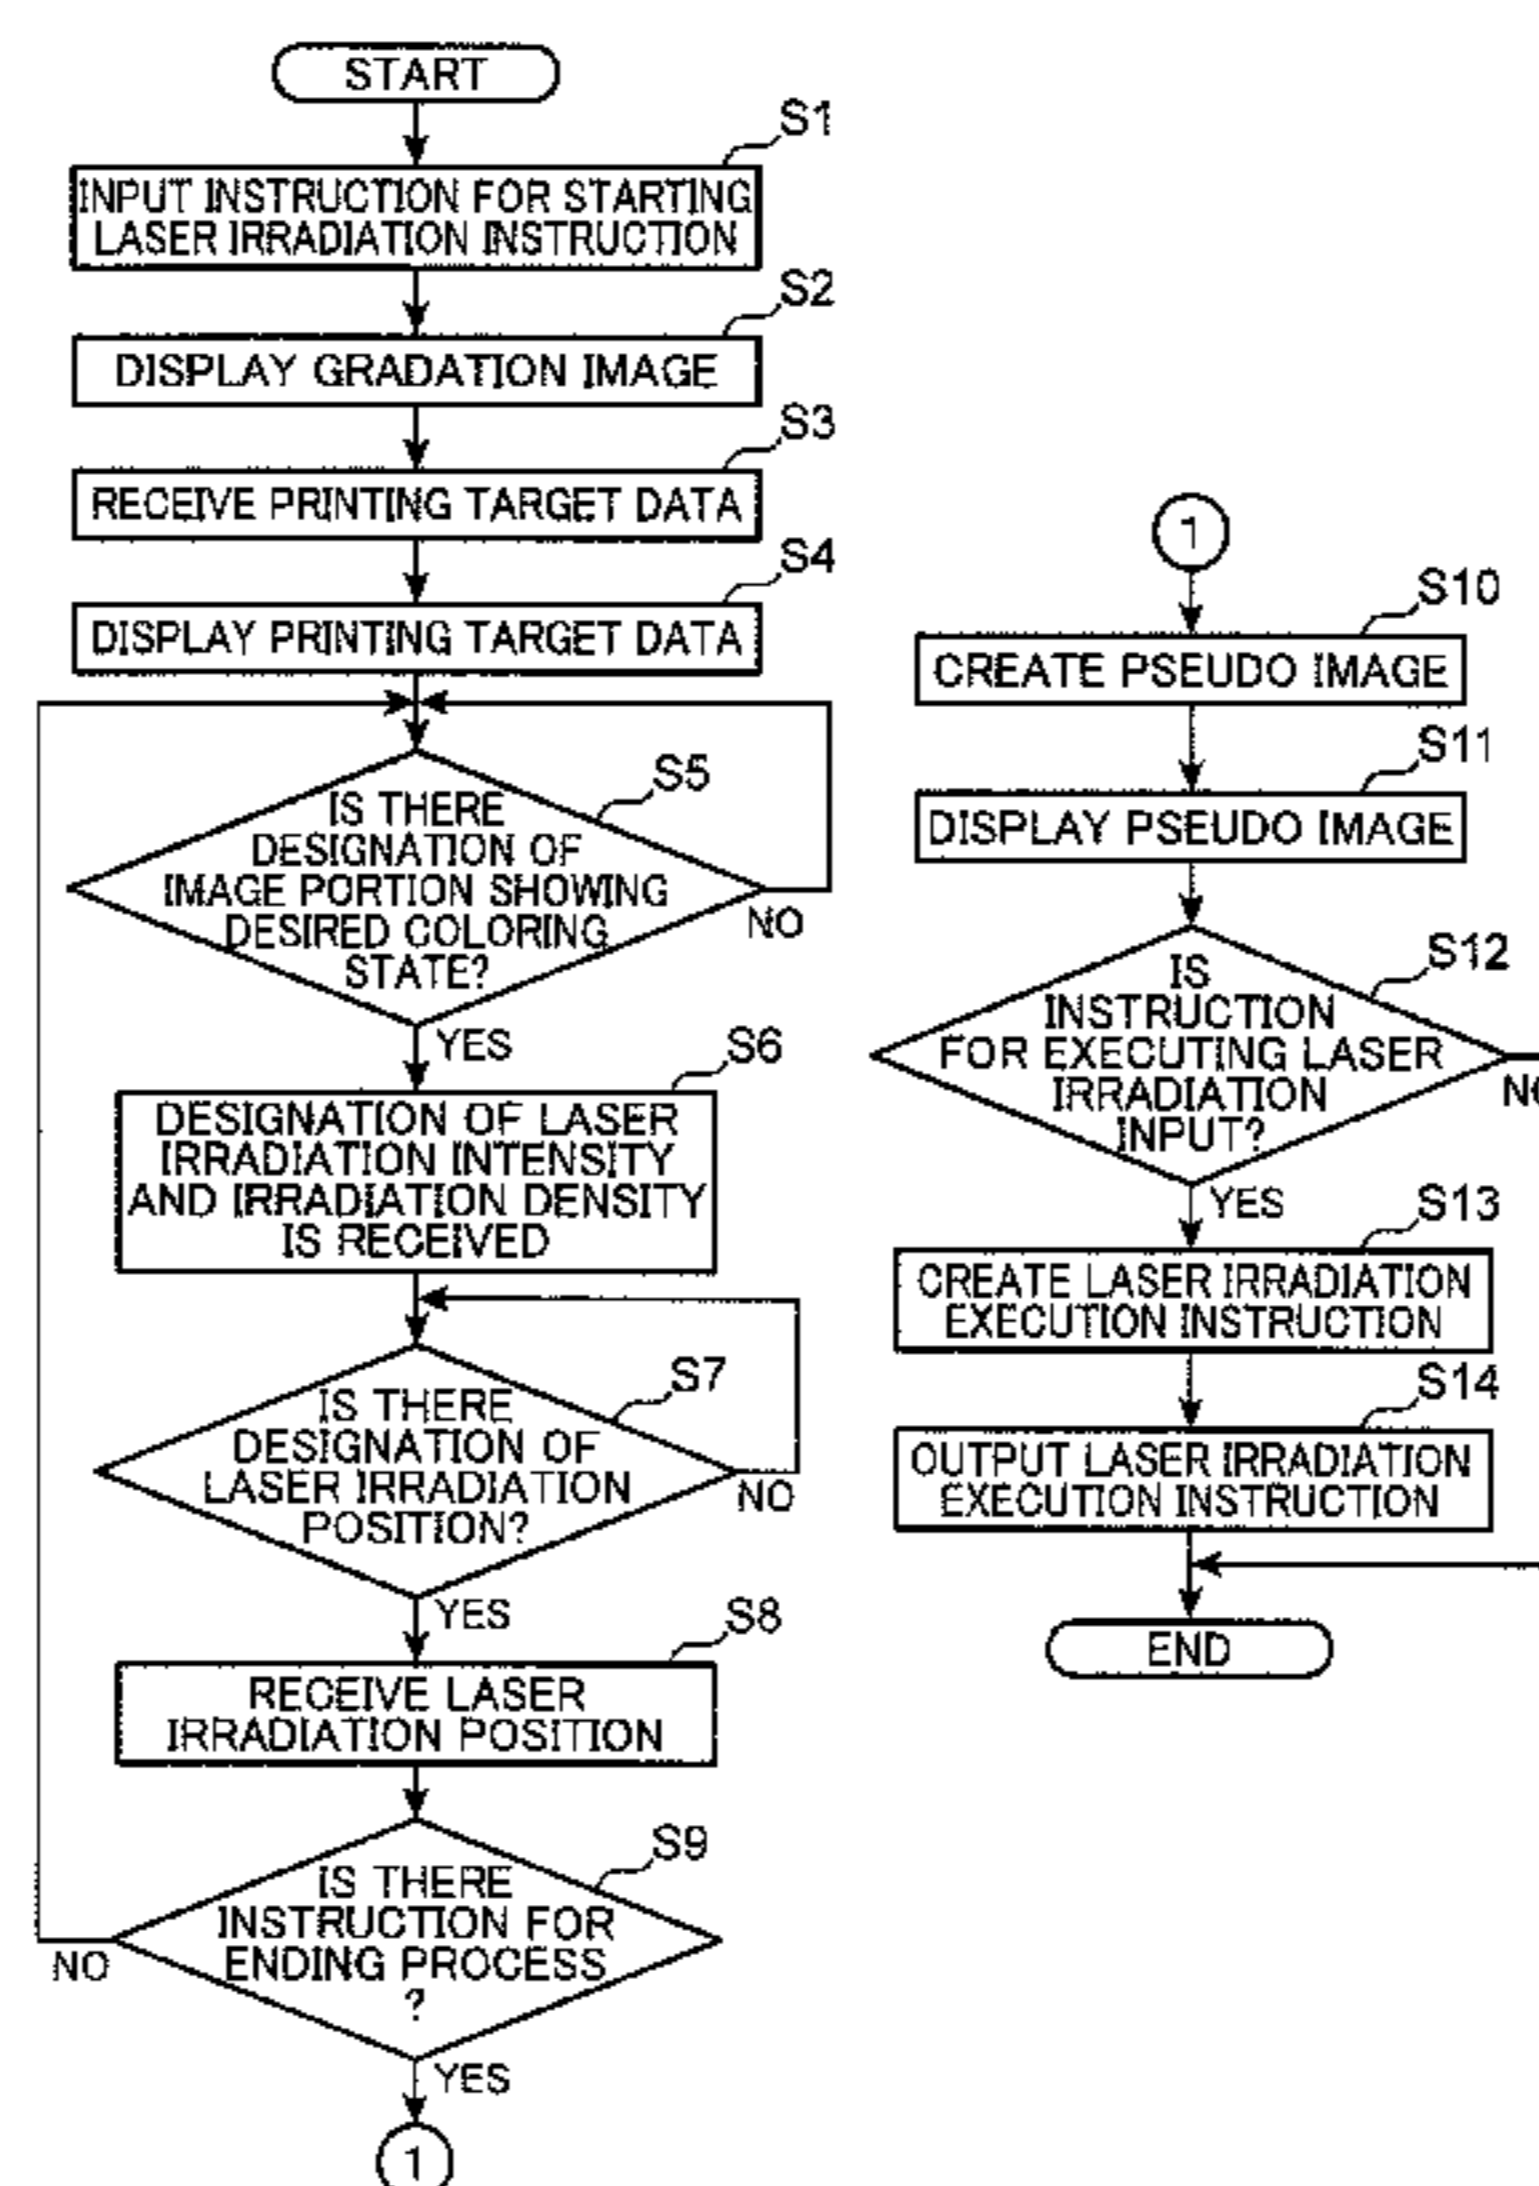 START
S1
INPUT INSTRUCTION FOR STARTING
LASER IRRADIATION INSTRUCTION
S2
DISPLAY GRADATION IMAGE
S3
RECEIVE PRINTING TARGET DATA
S4
DISPLAY PRINTING TARGET DATA
S5
IS THERE
DESIGNATION OF
IMAGE PORTION SHOWING
DESIRED COLORING
STATE?
NO
YES
S6
DESIGNATION OF LASER
IRRADIATION INTENSITY
AND IRRADIATION DENSITY
IS RECEIVED
S7
IS THERE
DESIGNATION OF
LASER IRRADIATION
POSITION?
NO
YES
S8
RECEIVE LASER
IRRADIATION POSITION
S9
IS THERE
INSTRUCTION FOR
ENDING PROCESS
?
NO
YES
1
1
S10
CREATE PSEUDO IMAGE
S11
DISPLAY PSEUDO IMAGE
S12
IS
INSTRUCTION
FOR EXECUTING LASER
IRRADIATION
INPUT?
NO
YES
S13
CREATE LASER IRRADIATION
EXECUTION INSTRUCTION
S14
OUTPUT LASER IRRADIATION
EXECUTION INSTRUCTION
END